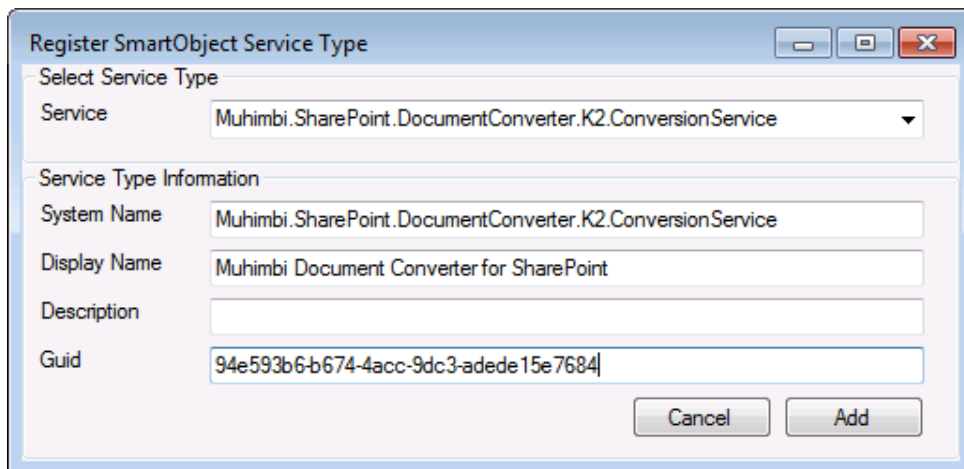 Register SmartObject Service Type
Select Service Type
Service Muhimbi.SharePoint.DocumentConverter.K2.ConversionService
Service Type Information
System Name Muhimbi.SharePoint.DocumentConverter.K2.ConversionService
Display Name Muhimbi Document Converter for SharePoint
Description
Guid 94e593b6-b674-4acc-9dc3-adede15e7684
Cancel Add